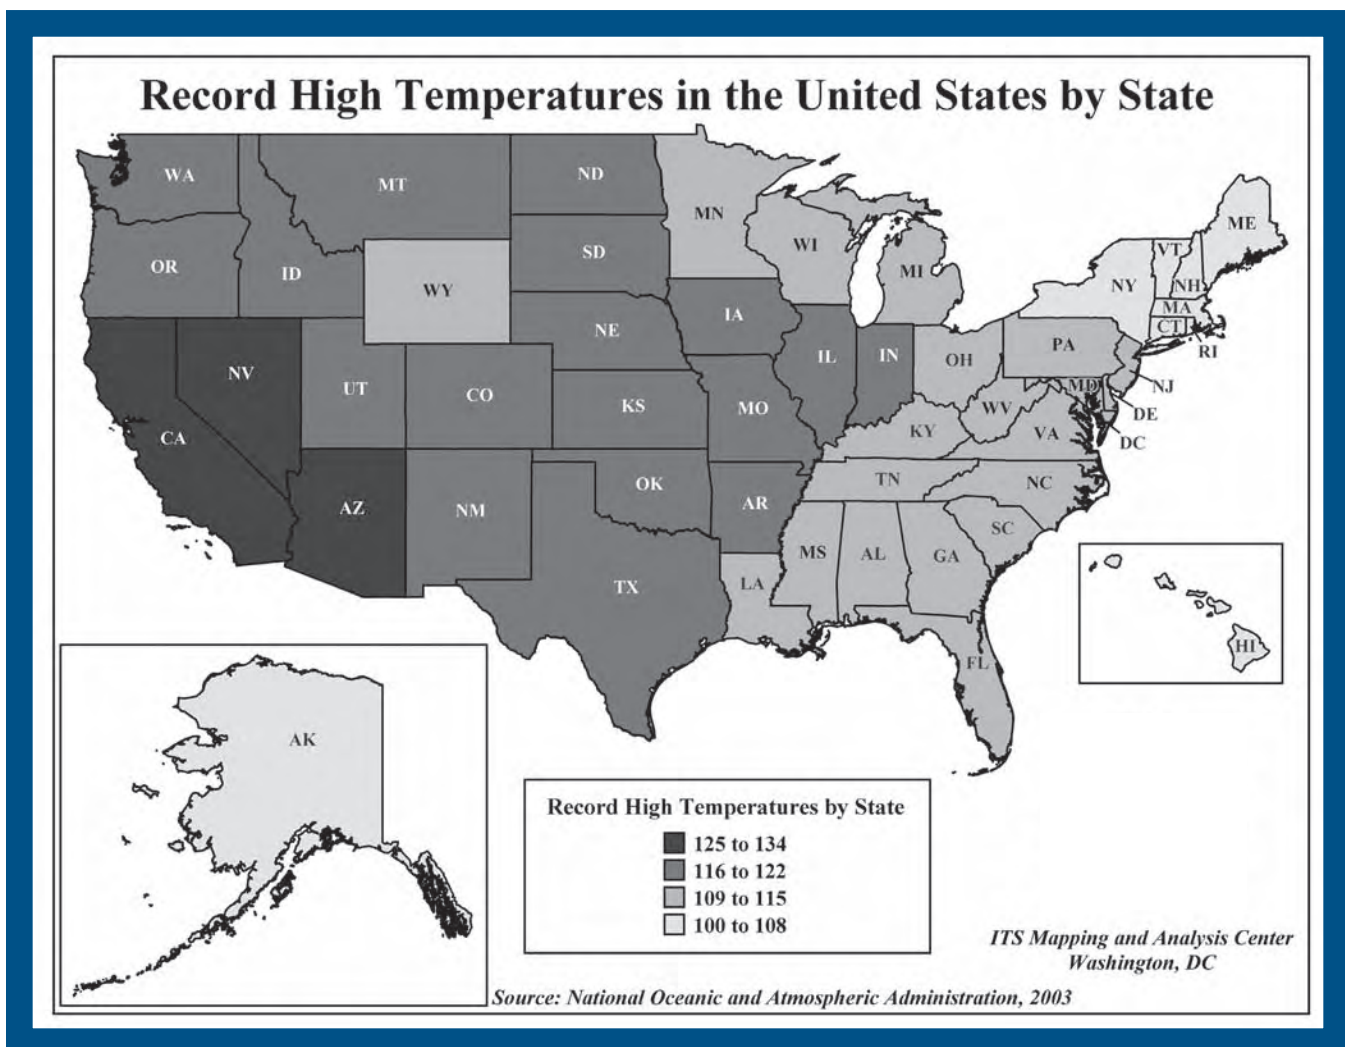 Record High Temperatures in the United States by State
WA
MT
ND
MN
OR
ID
WY
SD
WI
MI
ME
VT
NH
NY
MA
CT
RI
NV
UT
CO
NE
IA
IL
IN
OH
PA
NJ
MD
DE
DC
CA
KS
MO
KY
WV
VA
AZ
NM
OK
AR
TN
NC
SC
TX
LA
MS
AL
GA
FL
HI
AK
Record High Temperatures by State
125 to 134
116 to 122
109 to 115
100 to 108
ITS Mapping and Analysis Center
Washington, DC
Source: National Oceanic and Atmospheric Administration, 2003